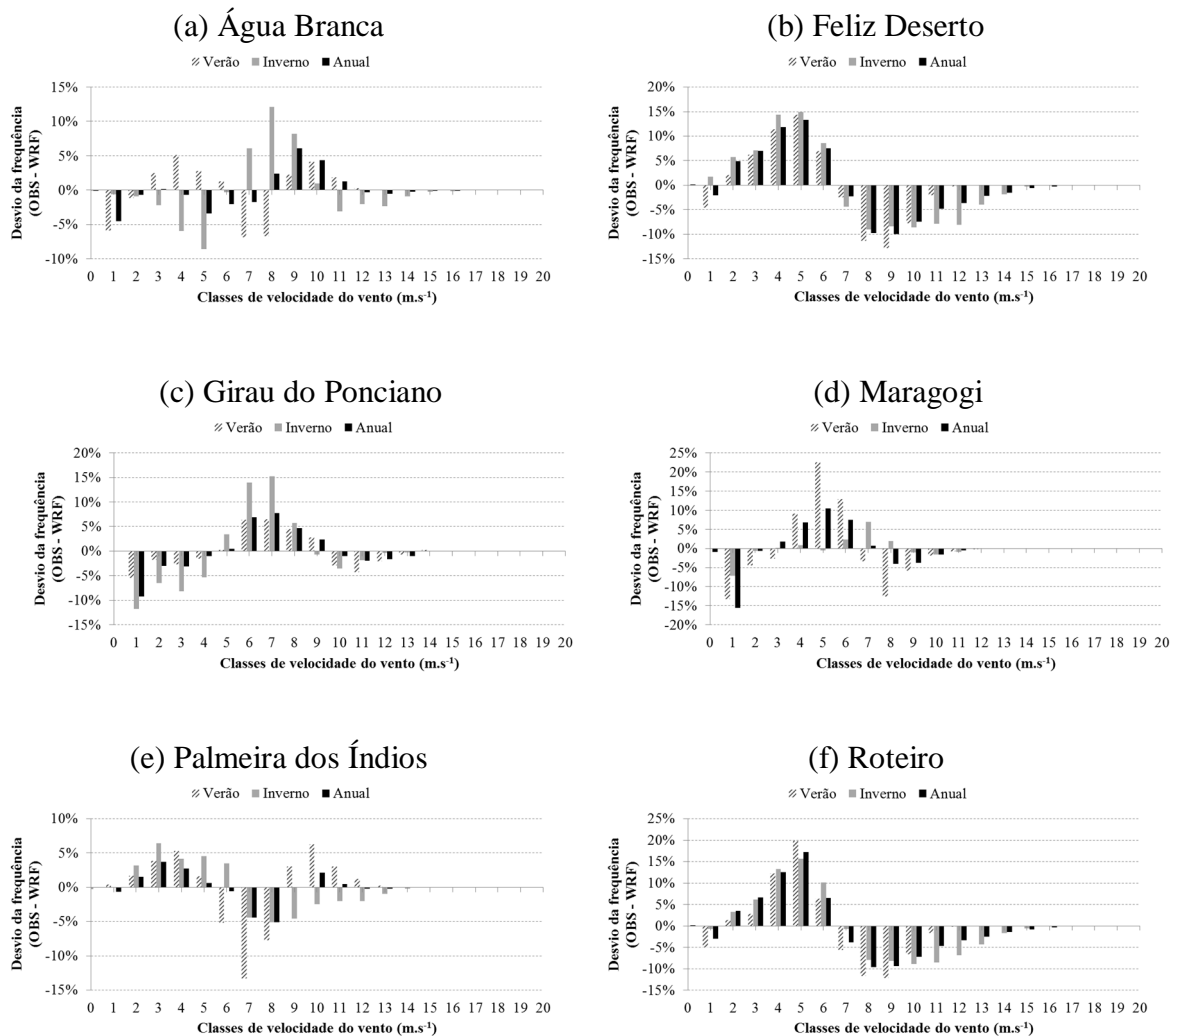 (a) Água Branca
Verão Inverno Anual
15%
10%
5%
0%
-5%
-10%
Desvio da frequência
(OBS - WRF)
0 1 2 3 4 5 6 7 8 9 10 11 12 13 14 15 16 17 18 19 20
Classes de velocidade do vento (m.s⁻¹)
(b) Feliz Deserto
Verão Inverno Anual
20%
15%
10%
5%
0%
-5%
-10%
-15%
Desvio da frequência
(OBS - WRF)
0 1 2 3 4 5 6 7 8 9 10 11 12 13 14 15 16 17 18 19 20
Classes de velocidade do vento (m.s⁻¹)
(c) Girau do Ponciano
Verão Inverno Anual
20%
15%
10%
5%
0%
-5%
-10%
-15%
Desvio da frequência
(OBS - WRF)
0 1 2 3 4 5 6 7 8 9 10 11 12 13 14 15 16 17 18 19 20
Classes de velocidade do vento (m.s⁻¹)
(d) Maragogi
Verão Inverno Anual
25%
20%
15%
10%
5%
0%
-5%
-10%
-15%
-20%
Desvio da frequência
(OBS - WRF)
0 1 2 3 4 5 6 7 8 9 10 11 12 13 14 15 16 17 18 19 20
Classes de velocidade do vento (m.s⁻¹)
(e) Palmeira dos Índios
Verão Inverno Anual
10%
5%
0%
-5%
-10%
-15%
Desvio da frequência
(OBS - WRF)
0 1 2 3 4 5 6 7 8 9 10 11 12 13 14 15 16 17 18 19 20
Classes de velocidade do vento (m.s⁻¹)
(f) Roteiro
Verão Inverno Anual
25%
20%
15%
10%
5%
0%
-5%
-10%
-15%
Desvio da frequência
(OBS - WRF)
0 1 2 3 4 5 6 7 8 9 10 11 12 13 14 15 16 17 18 19 20
Classes de velocidade do vento (m.s⁻¹)